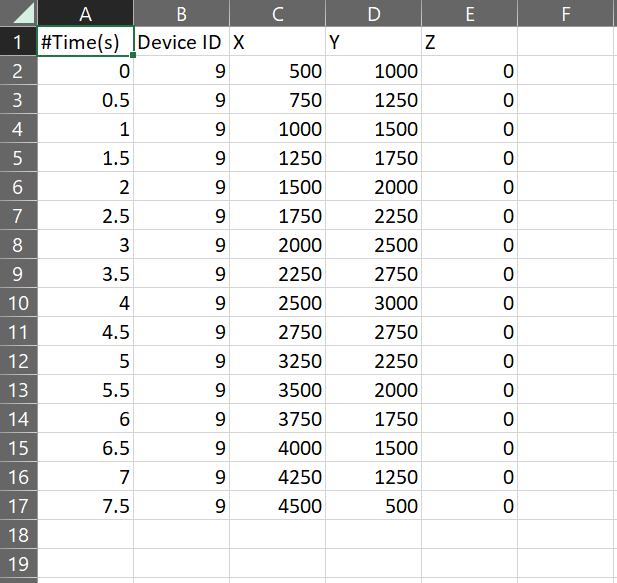 A B C D E F
1 #Time(s) Device ID X Y Z
2 0 9 500 1000 0
3 0.5 9 750 1250 0
4 1 9 1000 1500 0
5 1.5 9 1250 1750 0
6 2 9 1500 2000 0
7 2.5 9 1750 2250 0
8 3 9 2000 2500 0
9 3.5 9 2250 2750 0
10 4 9 2500 3000 0
11 4.5 9 2750 2750 0
12 5 9 3250 2250 0
13 5.5 9 3500 2000 0
14 6 9 3750 1750 0
15 6.5 9 4000 1500 0
16 7 9 4250 1250 0
17 7.5 9 4500 500 0
18
19